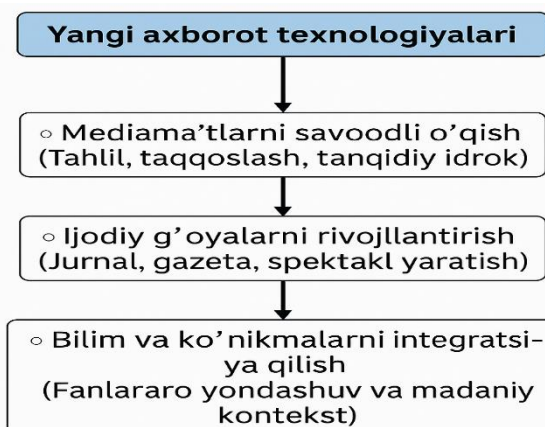 Yangi axborot texnologiyalari
◦ Mediama’tlarni savoodli o’qish
(Tahlil, taqqoslash, tanqidiy idrok)
◦ Ijodiy g’oyalarni rivojllantirish
(Jurnal, gazeta, spektakl yaratish)
◦ Bilim va ko’nikmalarni integratsi-
ya qilish
(Fanlararo yondashuv va madaniy
kontekst)